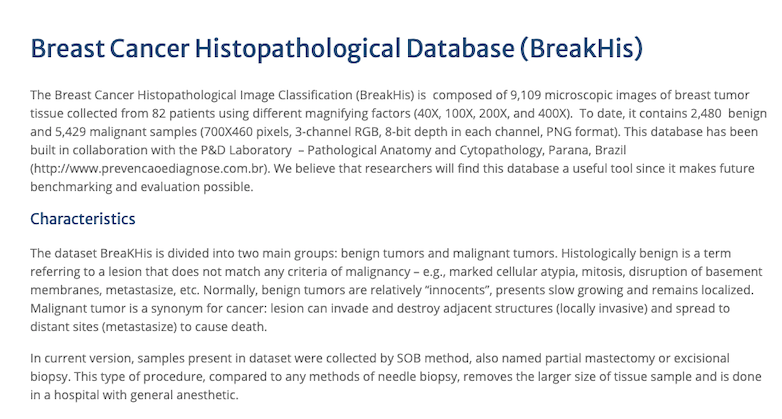 Breast Cancer Histopathological Database (BreakHis)
The Breast Cancer Histopathological Image Classification (BreakHis) is composed of 9,109 microscopic images of breast tumor
tissue collected from 82 patients using different magnifying factors (40X, 100X, 200X, and 400X). To date, it contains 2,480 benign
and 5,429 malignant samples (700X460 pixels, 3-channel RGB, 8-bit depth in each channel, PNG format). This database has been
built in collaboration with the P&D Laboratory – Pathological Anatomy and Cytopathology, Parana, Brazil
(http://www.prevencaoediagnose.com.br). We believe that researchers will find this database a useful tool since it makes future
benchmarking and evaluation possible.
Characteristics
The dataset BreaKHis is divided into two main groups: benign tumors and malignant tumors. Histologically benign is a term
referring to a lesion that does not match any criteria of malignancy – e.g., marked cellular atypia, mitosis, disruption of basement
membranes, metastasize, etc. Normally, benign tumors are relatively “innocents”, presents slow growing and remains localized.
Malignant tumor is a synonym for cancer: lesion can invade and destroy adjacent structures (locally invasive) and spread to
distant sites (metastasize) to cause death.
In current version, samples present in dataset were collected by SOB method, also named partial mastectomy or excisional
biopsy. This type of procedure, compared to any methods of needle biopsy, removes the larger size of tissue sample and is done
in a hospital with general anesthetic.